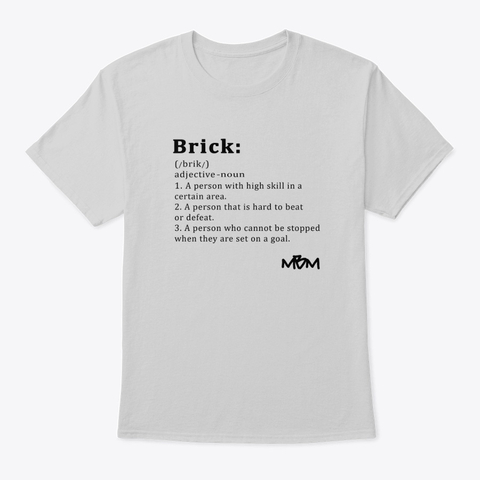 Brick:
(/brik/)
adjective-noun
1. A person with high skill in a
certain area.
2. A person that is hard to beat
or defeat.
3. A person who cannot be stopped
when they are set on a goal.
MBM